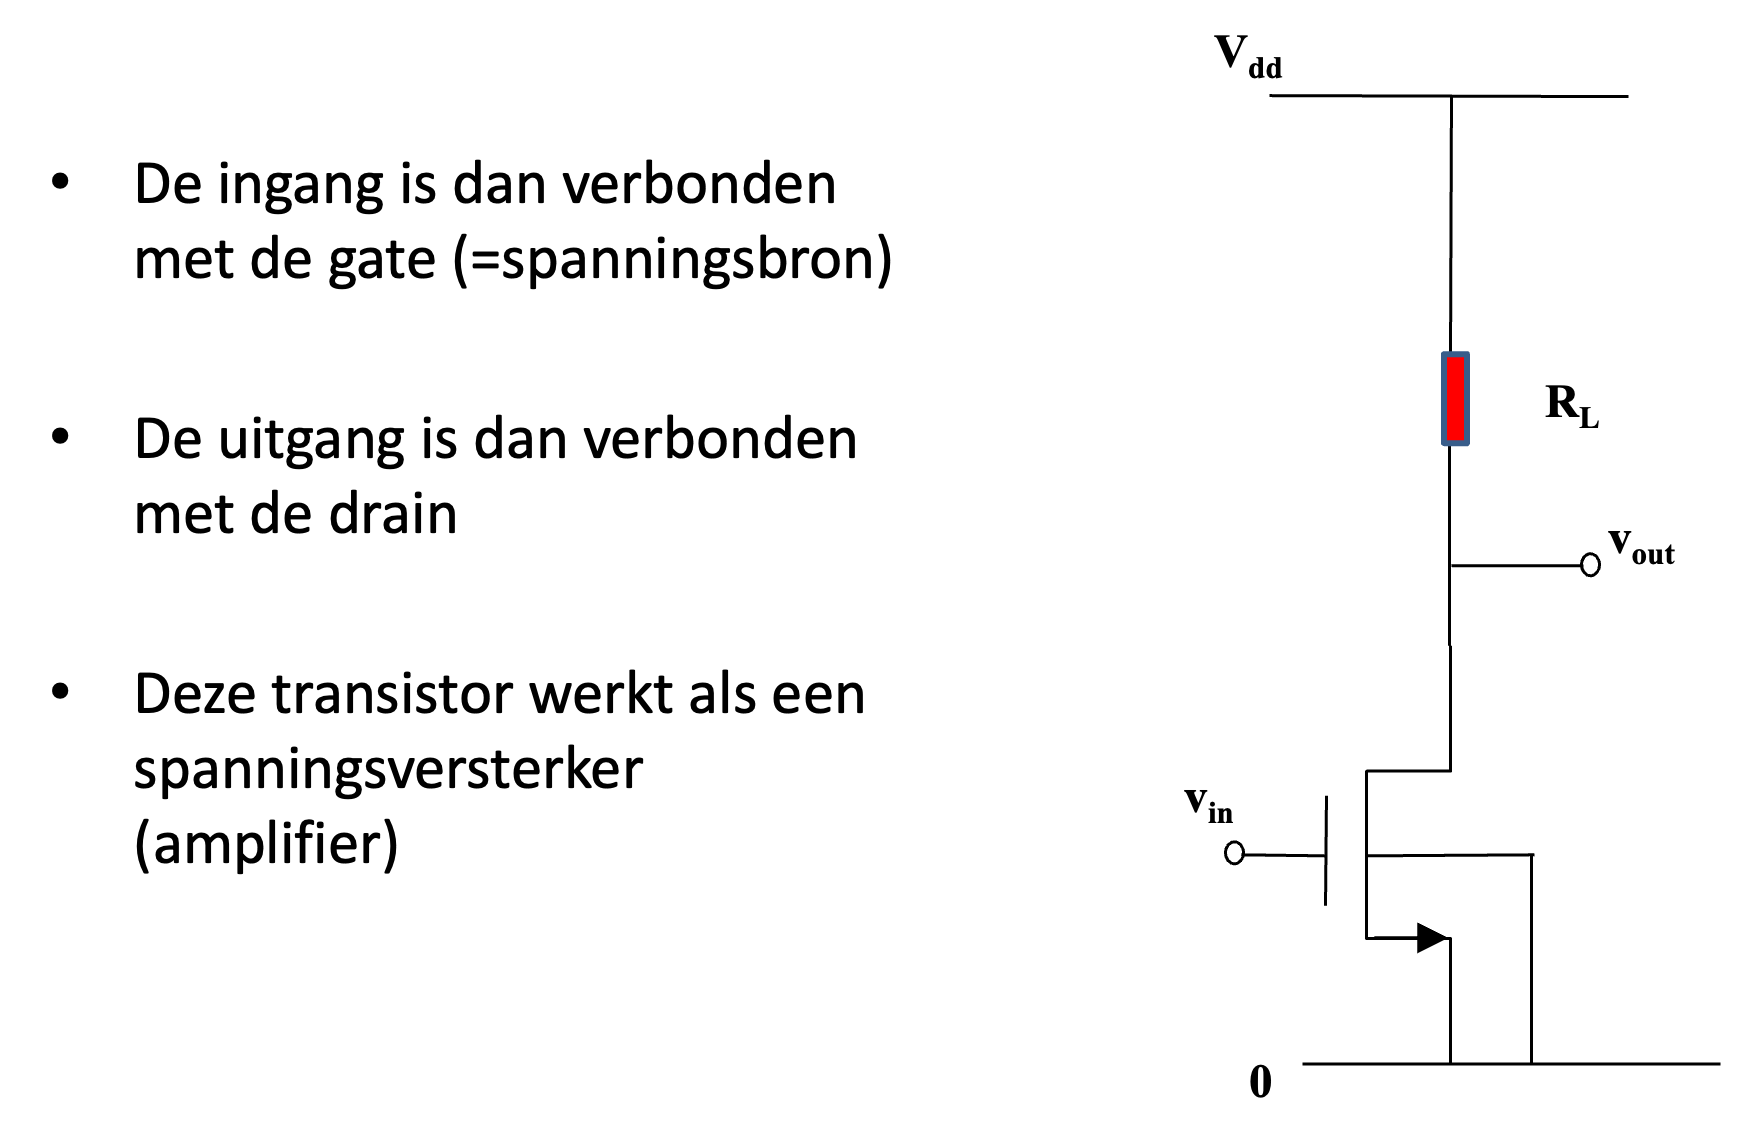 • De ingang is dan verbonden
met de gate (=spanningsbron)
• De uitgang is dan verbonden
met de drain
• Deze transistor werkt als een
spanningsversterker
(amplifier)
Vdd
RL
vout
vin
0